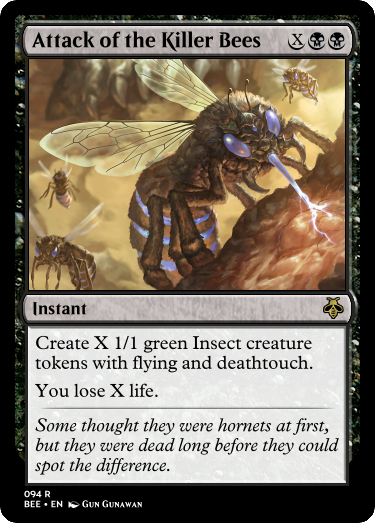 Attack of the Killer Bees X
Instant
Create X 1/1 green Insect creature
tokens with flying and deathtouch.
You lose X life.
Some thought they were hornets at first,
but they were dead long before they could
spot the difference.
094 R
BEE • EN Gun Gunawan